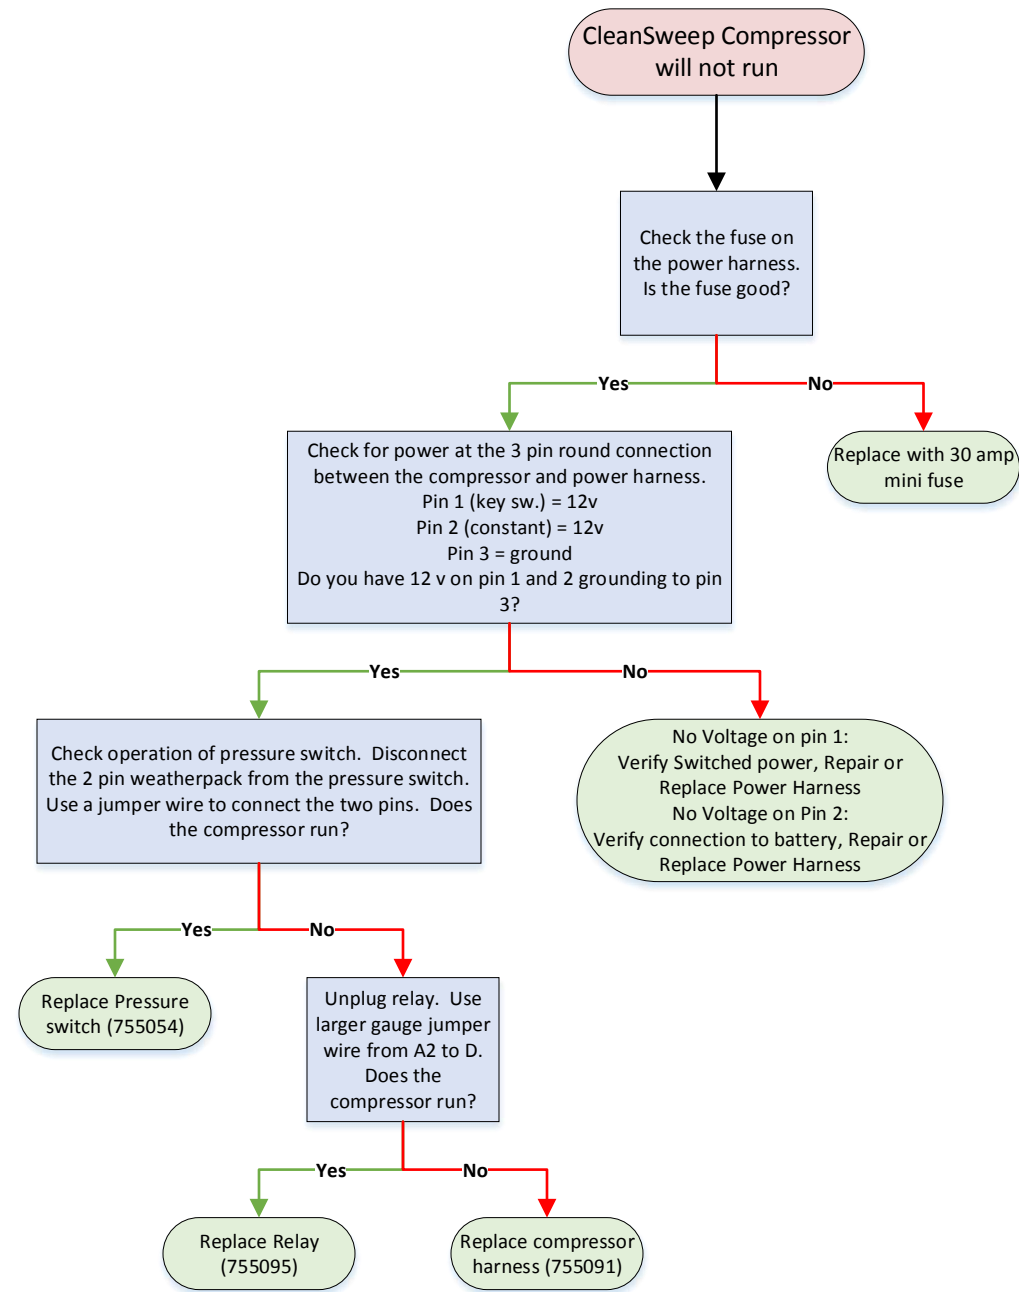 CleanSweep Compressor
will not run
Check the fuse on
the power harness.
Is the fuse good?
Yes
No
Replace with 30 amp
mini fuse
Check for power at the 3 pin round connection
between the compressor and power harness.
Pin 1 (key sw.) = 12v
Pin 2 (constant) = 12v
Pin 3 = ground
Do you have 12 v on pin 1 and 2 grounding to pin
3?
Yes
No
No Voltage on pin 1:
Verify Switched power, Repair or
Replace Power Harness
No Voltage on Pin 2:
Verify connection to battery, Repair or
Replace Power Harness
Check operation of pressure switch.  Disconnect
the 2 pin weatherpack from the pressure switch.
Use a jumper wire to connect the two pins.  Does
the compressor run?
Yes
No
Replace Pressure
switch (755054)
Unplug relay.  Use
larger gauge jumper
wire from A2 to D.
Does the
compressor run?
Yes
No
Replace Relay
(755095)
Replace compressor
harness (755091)